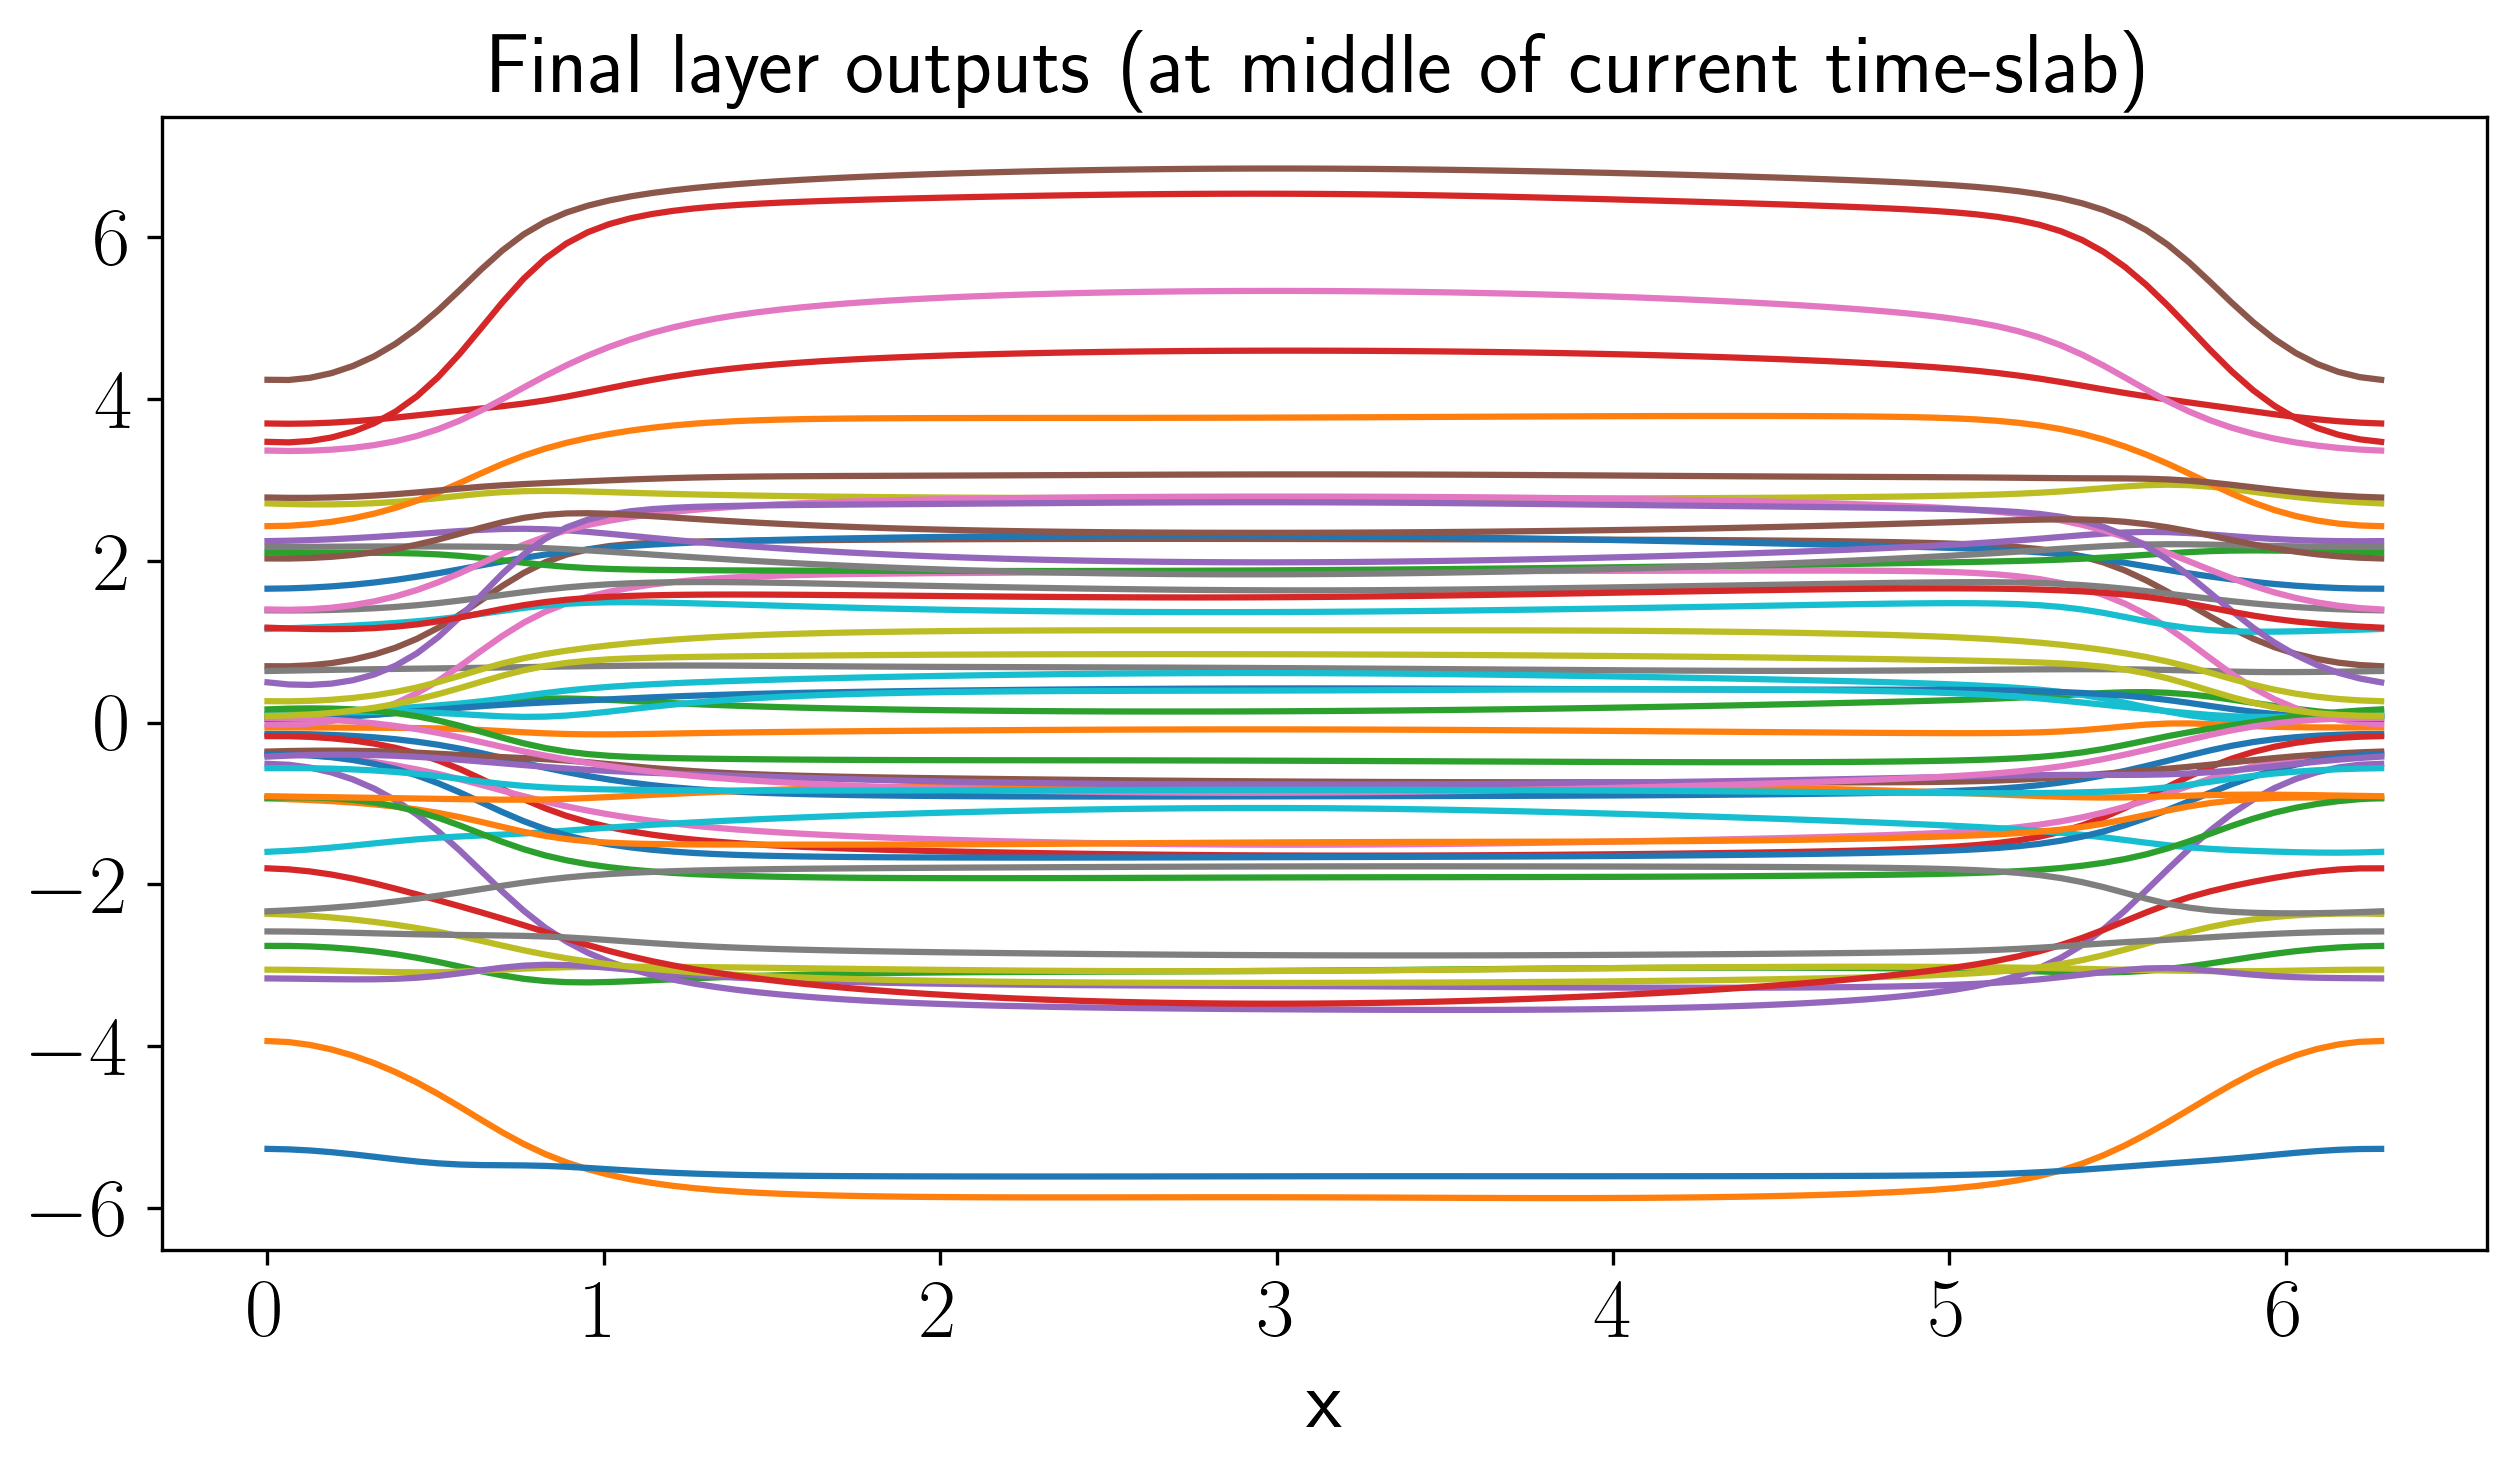 Final layer outputs (at middle of current time-slab)
6
4
2
0
−2
−4
−6
0 1 2 3 4 5 6
x